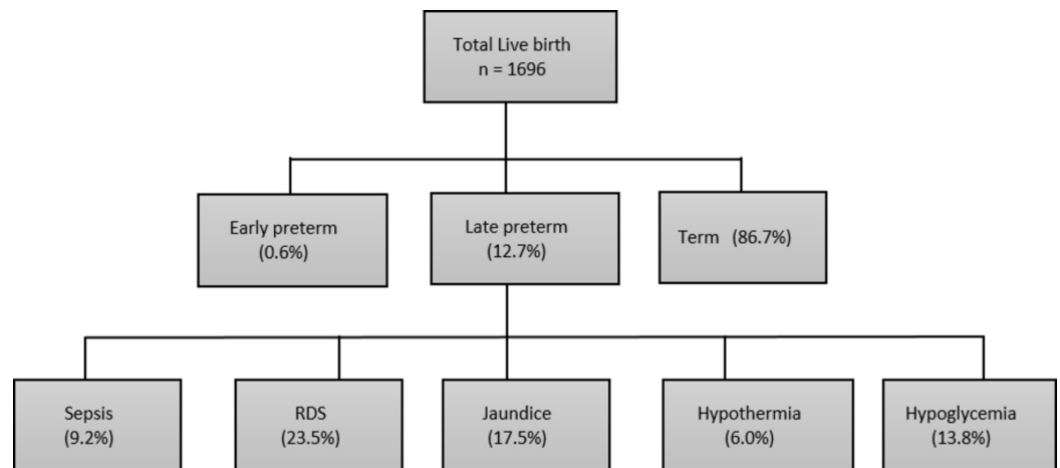 Total Live birth
n = 1696
Early preterm
(0.6%)
Late preterm
(12.7%)
Term (86.7%)
Sepsis
(9.2%)
RDS
(23.5%)
Jaundice
(17.5%)
Hypothermia
(6.0%)
Hypoglycemia
(13.8%)